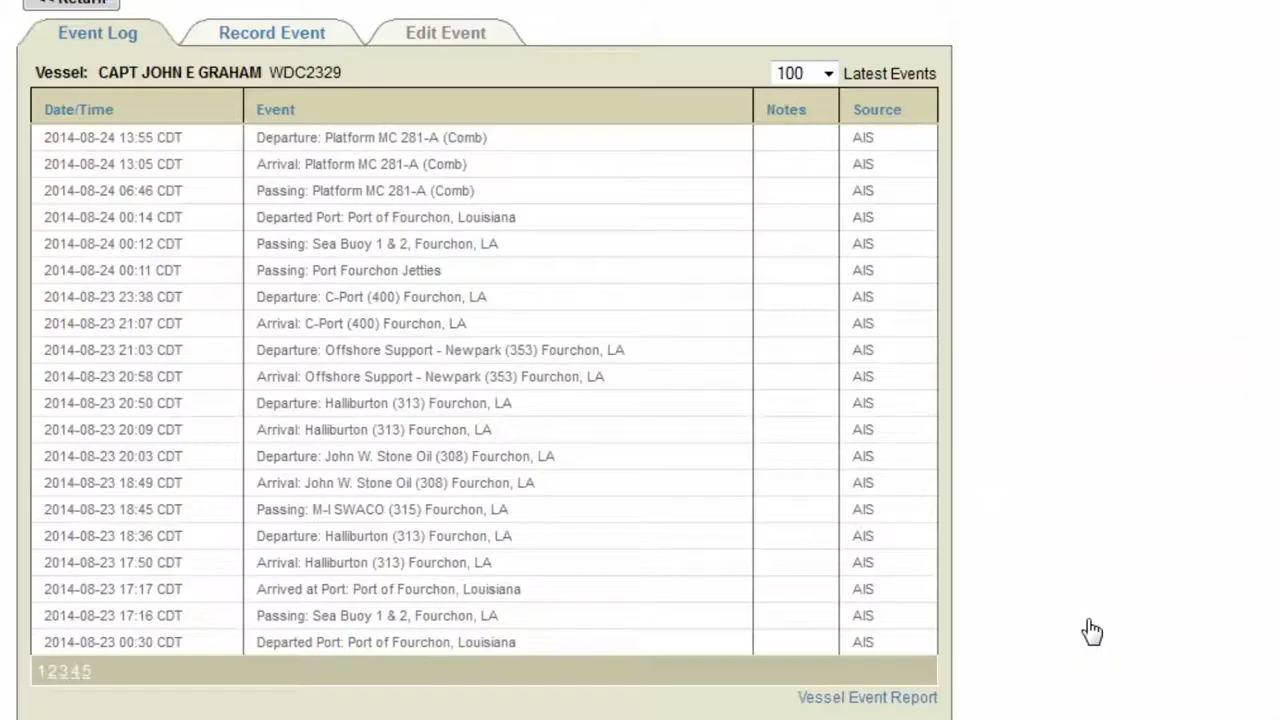 << Return
Event Log Record Event Edit Event
Vessel: CAPT JOHN E GRAHAM WDC2329 100 Latest Events
Date/Time Event Notes Source
2014-08-24 13:55 CDT Departure: Platform MC 281-A (Comb) AIS
2014-08-24 13:05 CDT Arrival: Platform MC 281-A (Comb) AIS
2014-08-24 06:46 CDT Passing: Platform MC 281-A (Comb) AIS
2014-08-24 00:14 CDT Departed Port: Port of Fourchon, Louisiana AIS
2014-08-24 00:12 CDT Passing: Sea Buoy 1 & 2, Fourchon, LA AIS
2014-08-24 00:11 CDT Passing: Port Fourchon Jetties AIS
2014-08-23 23:38 CDT Departure: C-Port (400) Fourchon, LA AIS
2014-08-23 21:07 CDT Arrival: C-Port (400) Fourchon, LA AIS
2014-08-23 21:03 CDT Departure: Offshore Support - Newpark (353) Fourchon, LA AIS
2014-08-23 20:58 CDT Arrival: Offshore Support - Newpark (353) Fourchon, LA AIS
2014-08-23 20:50 CDT Departure: Halliburton (313) Fourchon, LA AIS
2014-08-23 20:09 CDT Arrival: Halliburton (313) Fourchon, LA AIS
2014-08-23 20:03 CDT Departure: John W. Stone Oil (308) Fourchon, LA AIS
2014-08-23 18:49 CDT Arrival: John W. Stone Oil (308) Fourchon, LA AIS
2014-08-23 18:45 CDT Passing: M-I SWACO (315) Fourchon, LA AIS
2014-08-23 18:36 CDT Departure: Halliburton (313) Fourchon, LA AIS
2014-08-23 17:50 CDT Arrival: Halliburton (313) Fourchon, LA AIS
2014-08-23 17:17 CDT Arrived at Port: Port of Fourchon, Louisiana AIS
2014-08-23 17:16 CDT Passing: Sea Buoy 1 & 2, Fourchon, LA AIS
2014-08-23 00:30 CDT Departed Port: Port of Fourchon, Louisiana AIS
1 2 3 4 5
Vessel Event Report